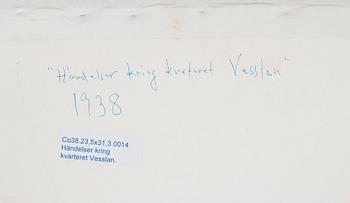 "Händelser kring kvarteret Vesslan"
1938
Co38.23,5x31,3.0014
Händelser kring
kvarteret Vesslan.